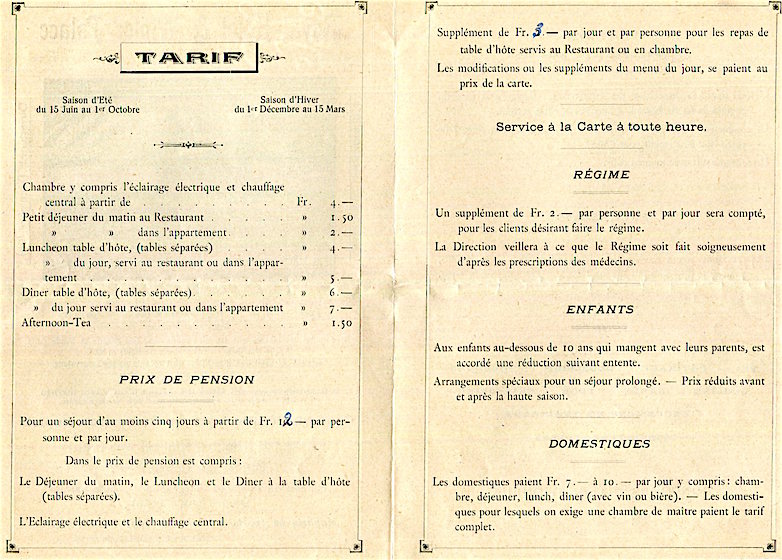 TARIF
Saison d'Eté
du 15 Juin au 1er Octobre
Saison d'Hiver
du 1er Décembre au 15 Mars
Chambre y compris l'éclairage électrique et chauffage
central à partir de . . . . . . . . . . Fr. 4.—
Petit déjeuner du matin au Restaurant . . . . . » 1.50
» » dans l'appartement . . . . » 2.—
Luncheon table d'hôte, (tables séparées) . . . . » 4.—
» du jour, servi au restaurant ou dans l'appar-
tement . . . . . . . . . . . . » 5.—
Dîner table d'hôte, (tables séparées) . . . . . . » 6.—
» du jour servi au restaurant ou dans l'appartement » 7.—
Afternoon-Tea . . . . . . . . . . . » 1.50
PRIX DE PENSION
Pour un séjour d'au moins cinq jours à partir de Fr. 12 — par per-
sonne et par jour.
Dans le prix de pension est compris :
Le Déjeuner du matin, le Luncheon et le Dîner à la table d'hôte
(tables séparées).
L'Eclairage électrique et le chauffage central.
Supplément de Fr. 3.— par jour et par personne pour les repas de
table d'hôte servis au Restaurant ou en chambre.
Les modifications ou les suppléments du menu du jour, se paient au
prix de la carte.
Service à la Carte à toute heure.
RÉGIME
Un supplément de Fr. 2.— par personne et par jour sera compté,
pour les clients désirant faire le régime.
La Direction veillera à ce que le Régime soit fait soigneusement
d'après les prescriptions des médecins.
ENFANTS
Aux enfants au-dessous de 10 ans qui mangent avec leurs parents, est
accordé une réduction suivant entente.
Arrangements spéciaux pour un séjour prolongé. — Prix réduits avant
et après la haute saison.
DOMESTIQUES
Les domestiques paient Fr. 7.— à 10.— par jour y compris : cham-
bre, déjeuner, lunch, dîner (avec vin ou bière). — Les domesti-
ques pour lesquels on exige une chambre de maître paient le tarif
complet.